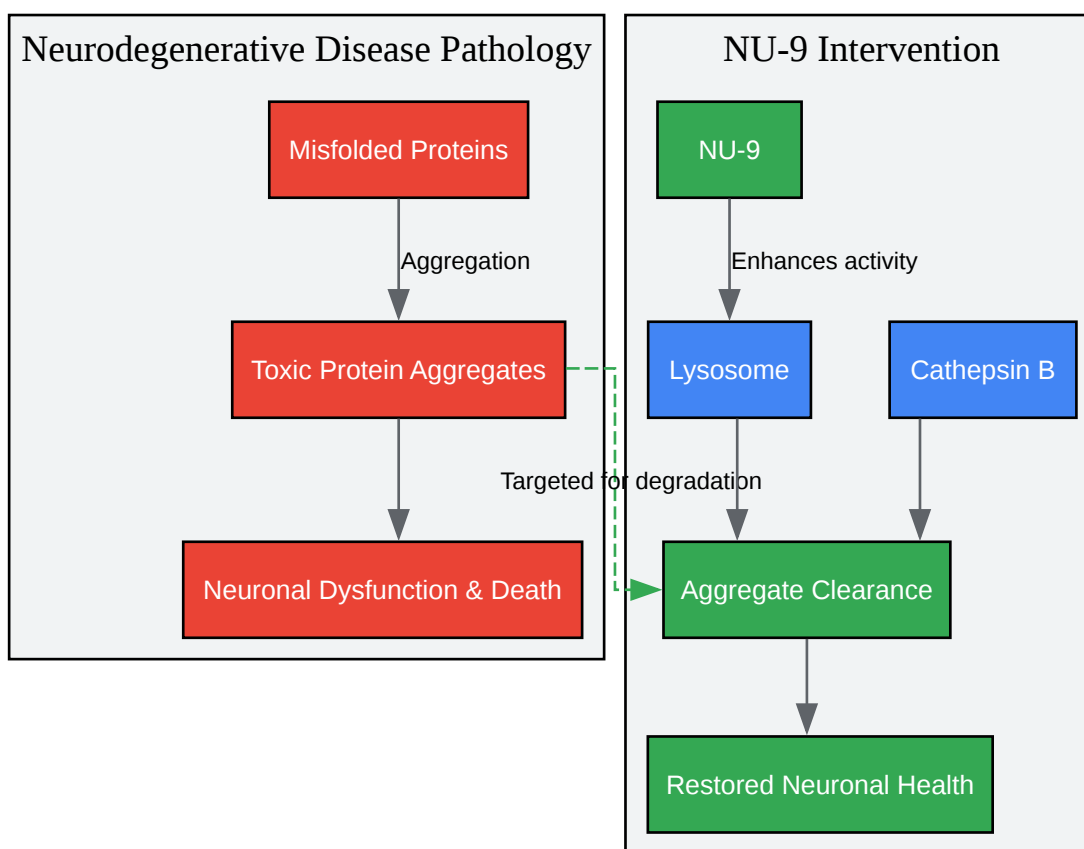 Neurodegenerative Disease Pathology
Misfolded Proteins
Aggregation
Toxic Protein Aggregates
Neuronal Dysfunction & Death
NU-9 Intervention
NU-9
Enhances activity
Lysosome
Cathepsin B
Targeted for degradation
Aggregate Clearance
Restored Neuronal Health